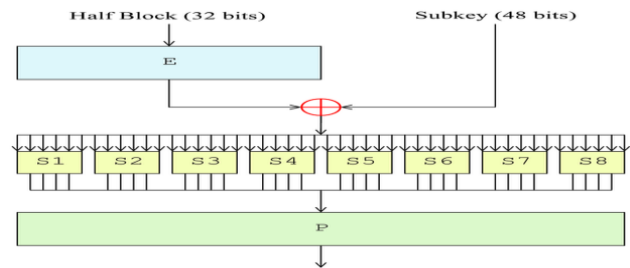 Half Block (32 bits) Subkey (48 bits)
E
S1 S2 S3 S4 S5 S6 S7 S8
P